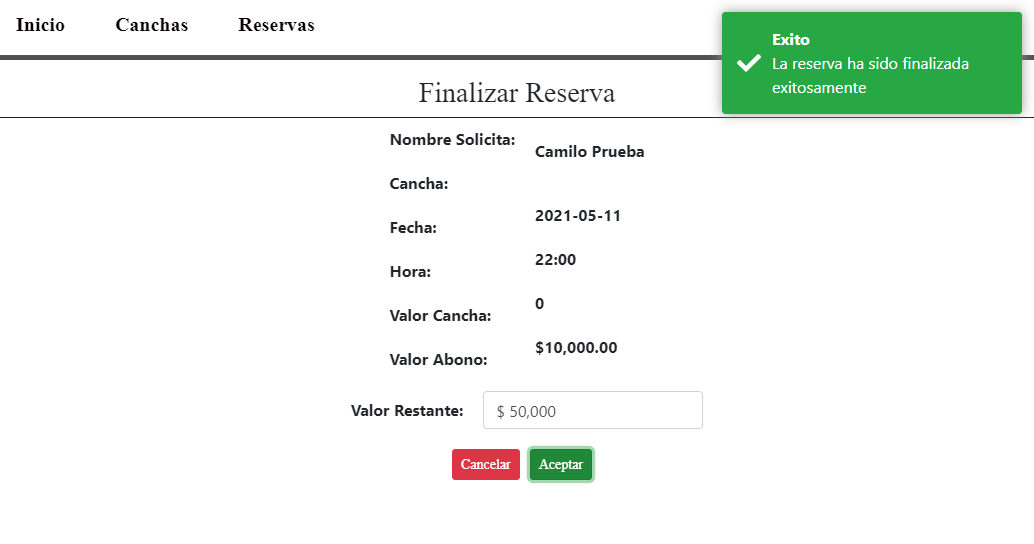 Inicio Canchas Reservas
Exito
La reserva ha sido finalizada
exitosamente
Finalizar Reserva
Nombre Solicita: Camilo Prueba
Cancha:
Fecha: 2021-05-11
Hora: 22:00
Valor Cancha: 0
Valor Abono: $10,000.00
Valor Restante: $ 50,000
Cancelar Aceptar